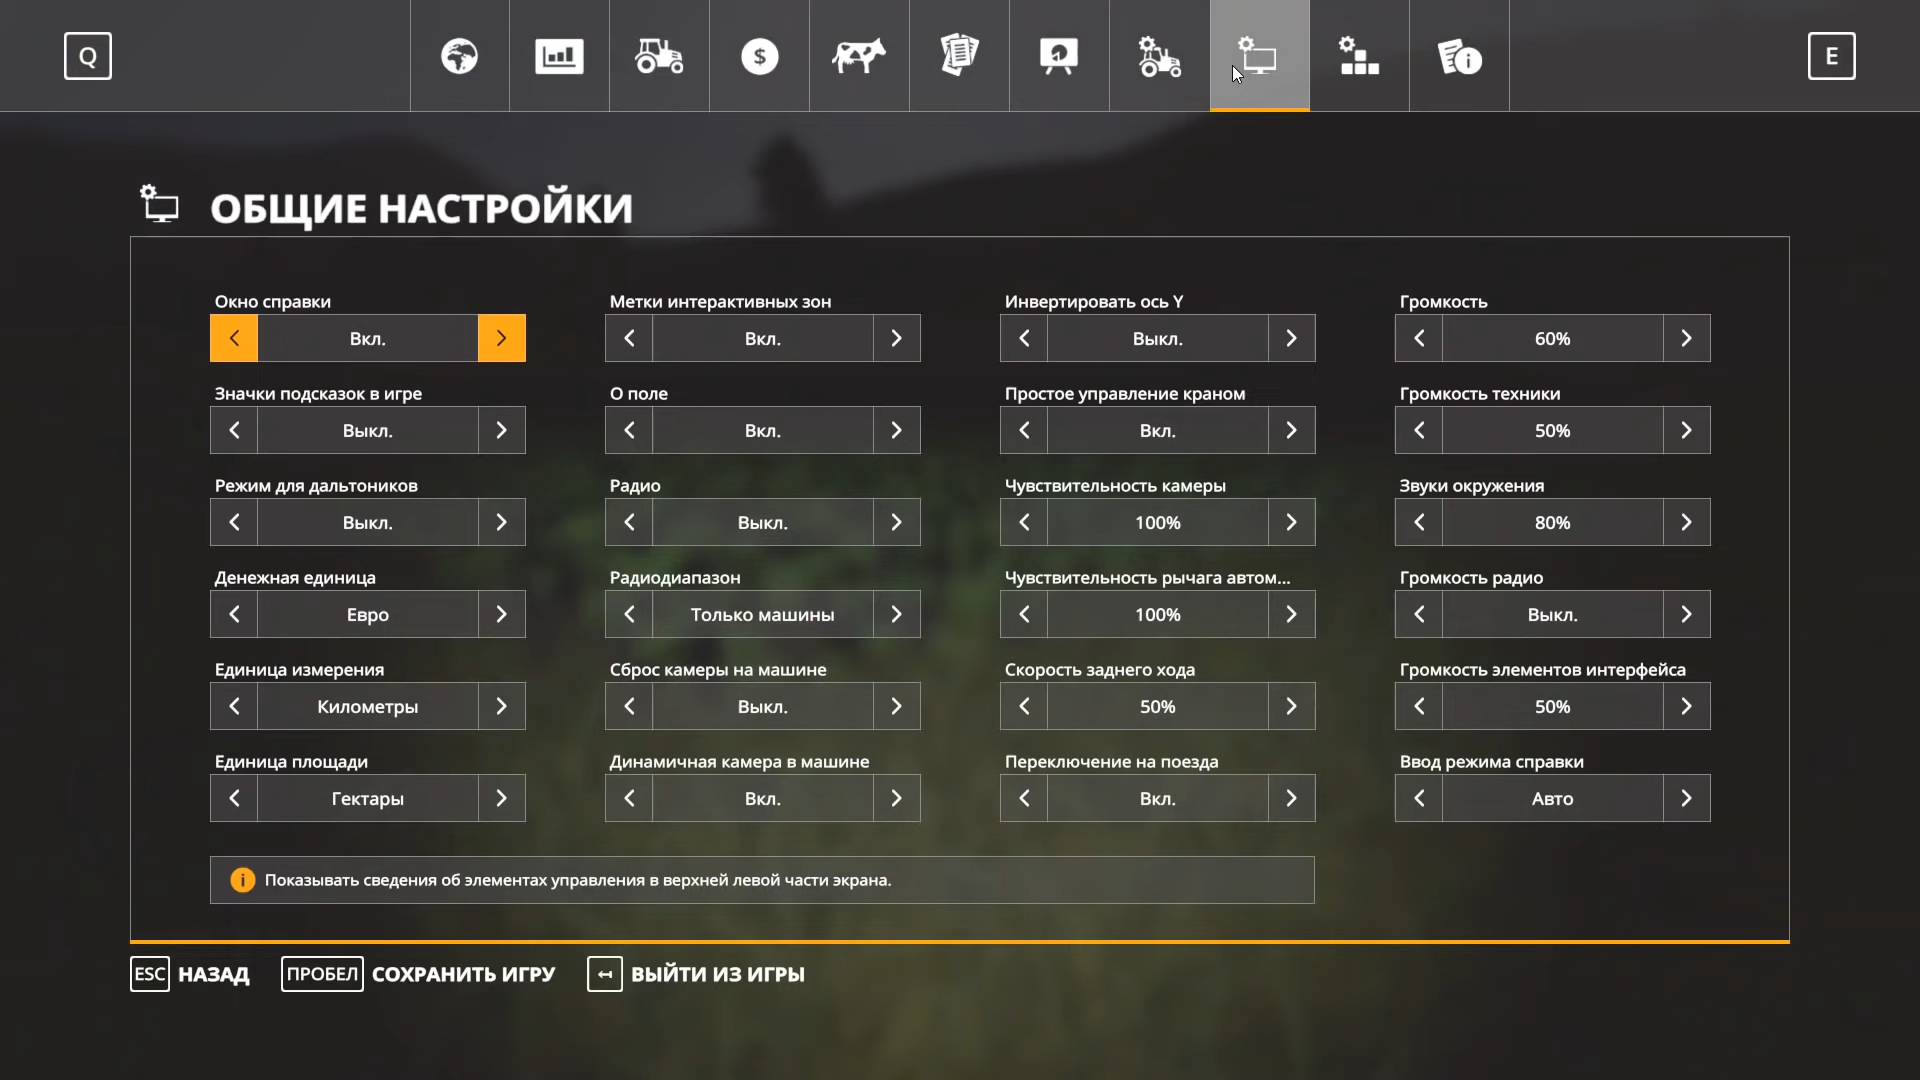 Q
$
E
ОБЩИЕ НАСТРОЙКИ
Окно справки
Вкл.
Значки подсказок в игре
Выкл.
Режим для дальтоников
Выкл.
Денежная единица
Евро
Единица измерения
Километры
Единица площади
Гектары
Метки интерактивных зон
Вкл.
О поле
Вкл.
Радио
Выкл.
Радиодиапазон
Только машины
Сброс камеры на машине
Выкл.
Динамичная камера в машине
Вкл.
Инвертировать ось Y
Выкл.
Простое управление краном
Вкл.
Чувствительность камеры
100%
Чувствительность рычага автом...
100%
Скорость заднего хода
50%
Переключение на поезда
Вкл.
Громкость
60%
Громкость техники
50%
Звуки окружения
80%
Громкость радио
Выкл.
Громкость элементов интерфейса
50%
Ввод режима справки
Авто
i Показывать сведения об элементах управления в верхней левой части экрана.
ESC НАЗАД ПРОБЕЛ СОХРАНИТЬ ИГРУ ВЫЙТИ ИЗ ИГРЫ